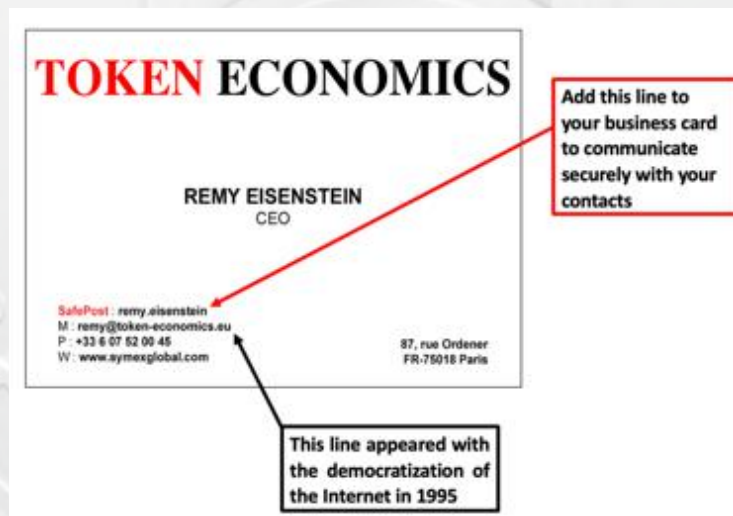 TOKEN ECONOMICS
Add this line to
your business card
to communicate
securely with your
contacts
REMY EISENSTEIN
CEO
SafePost : remy.eisenstein
M : remy@token-economics.eu
P : +33 6 07 52 00 45
W : www.symexglobal.com
87, rue Ordener
FR-75018 Paris
This line appeared with
the democratization of
the Internet in 1995